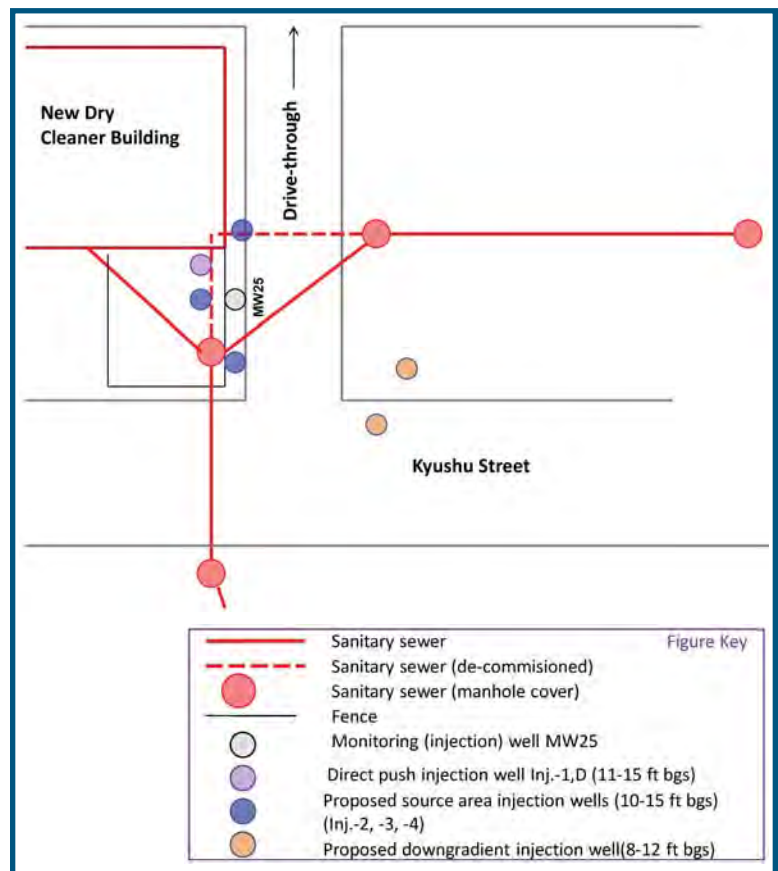 New Dry
Cleaner Building
Drive-through
MW25
Kyushu Street
Figure Key
Sanitary sewer
Sanitary sewer (de-commisioned)
Sanitary sewer (manhole cover)
Fence
Monitoring (injection) well MW25
Direct push injection well Inj.-1,D (11-15 ft bgs)
Proposed source area injection wells (10-15 ft bgs)
(Inj.-2, -3, -4)
Proposed downgradient injection well(8-12 ft bgs)